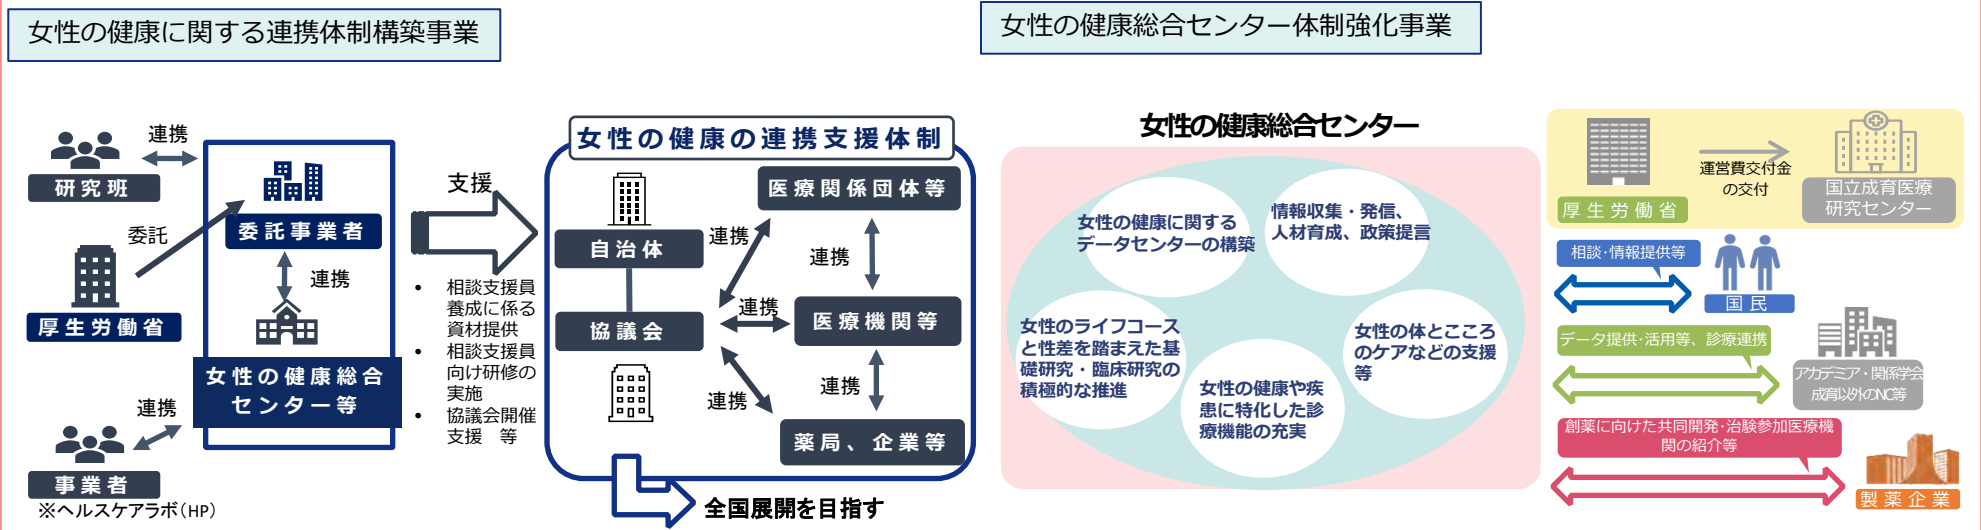 女性の健康に関する連携体制構築事業
連携
研究班
委託
厚生労働省
連携
事業者
※ヘルスケアラボ（HP）
委託事業者
連携
女性の健康総合
センター等
支援
• 相談支援員
養成に係る
資材提供
• 相談支援員
向け研修の
実施
• 協議会開催
支援　等
女性の健康の連携支援体制
自治体
協議会
連携
連携
連携
医療関係団体等
連携
医療機関等
連携
薬局、企業等
全国展開を目指す
女性の健康総合センター体制強化事業
女性の健康総合センター
女性の健康に関する
データセンターの構築
情報収集・発信、
人材育成、政策提言
女性のライフコース
と性差を踏まえた基
礎研究・臨床研究の
積極的な推進
女性の健康や疾
患に特化した診
療機能の充実
女性の体とこころ
のケアなどの支援
等
厚生労働省
運営費交付金
の交付
国立成育医療
研究センター
相談・情報提供等
国民
データ提供・活用等、診療連携
アカデミア・関係学会
成育以外のNC等
創薬に向けた共同開発・治験参加医療機
関の紹介等
製薬企業